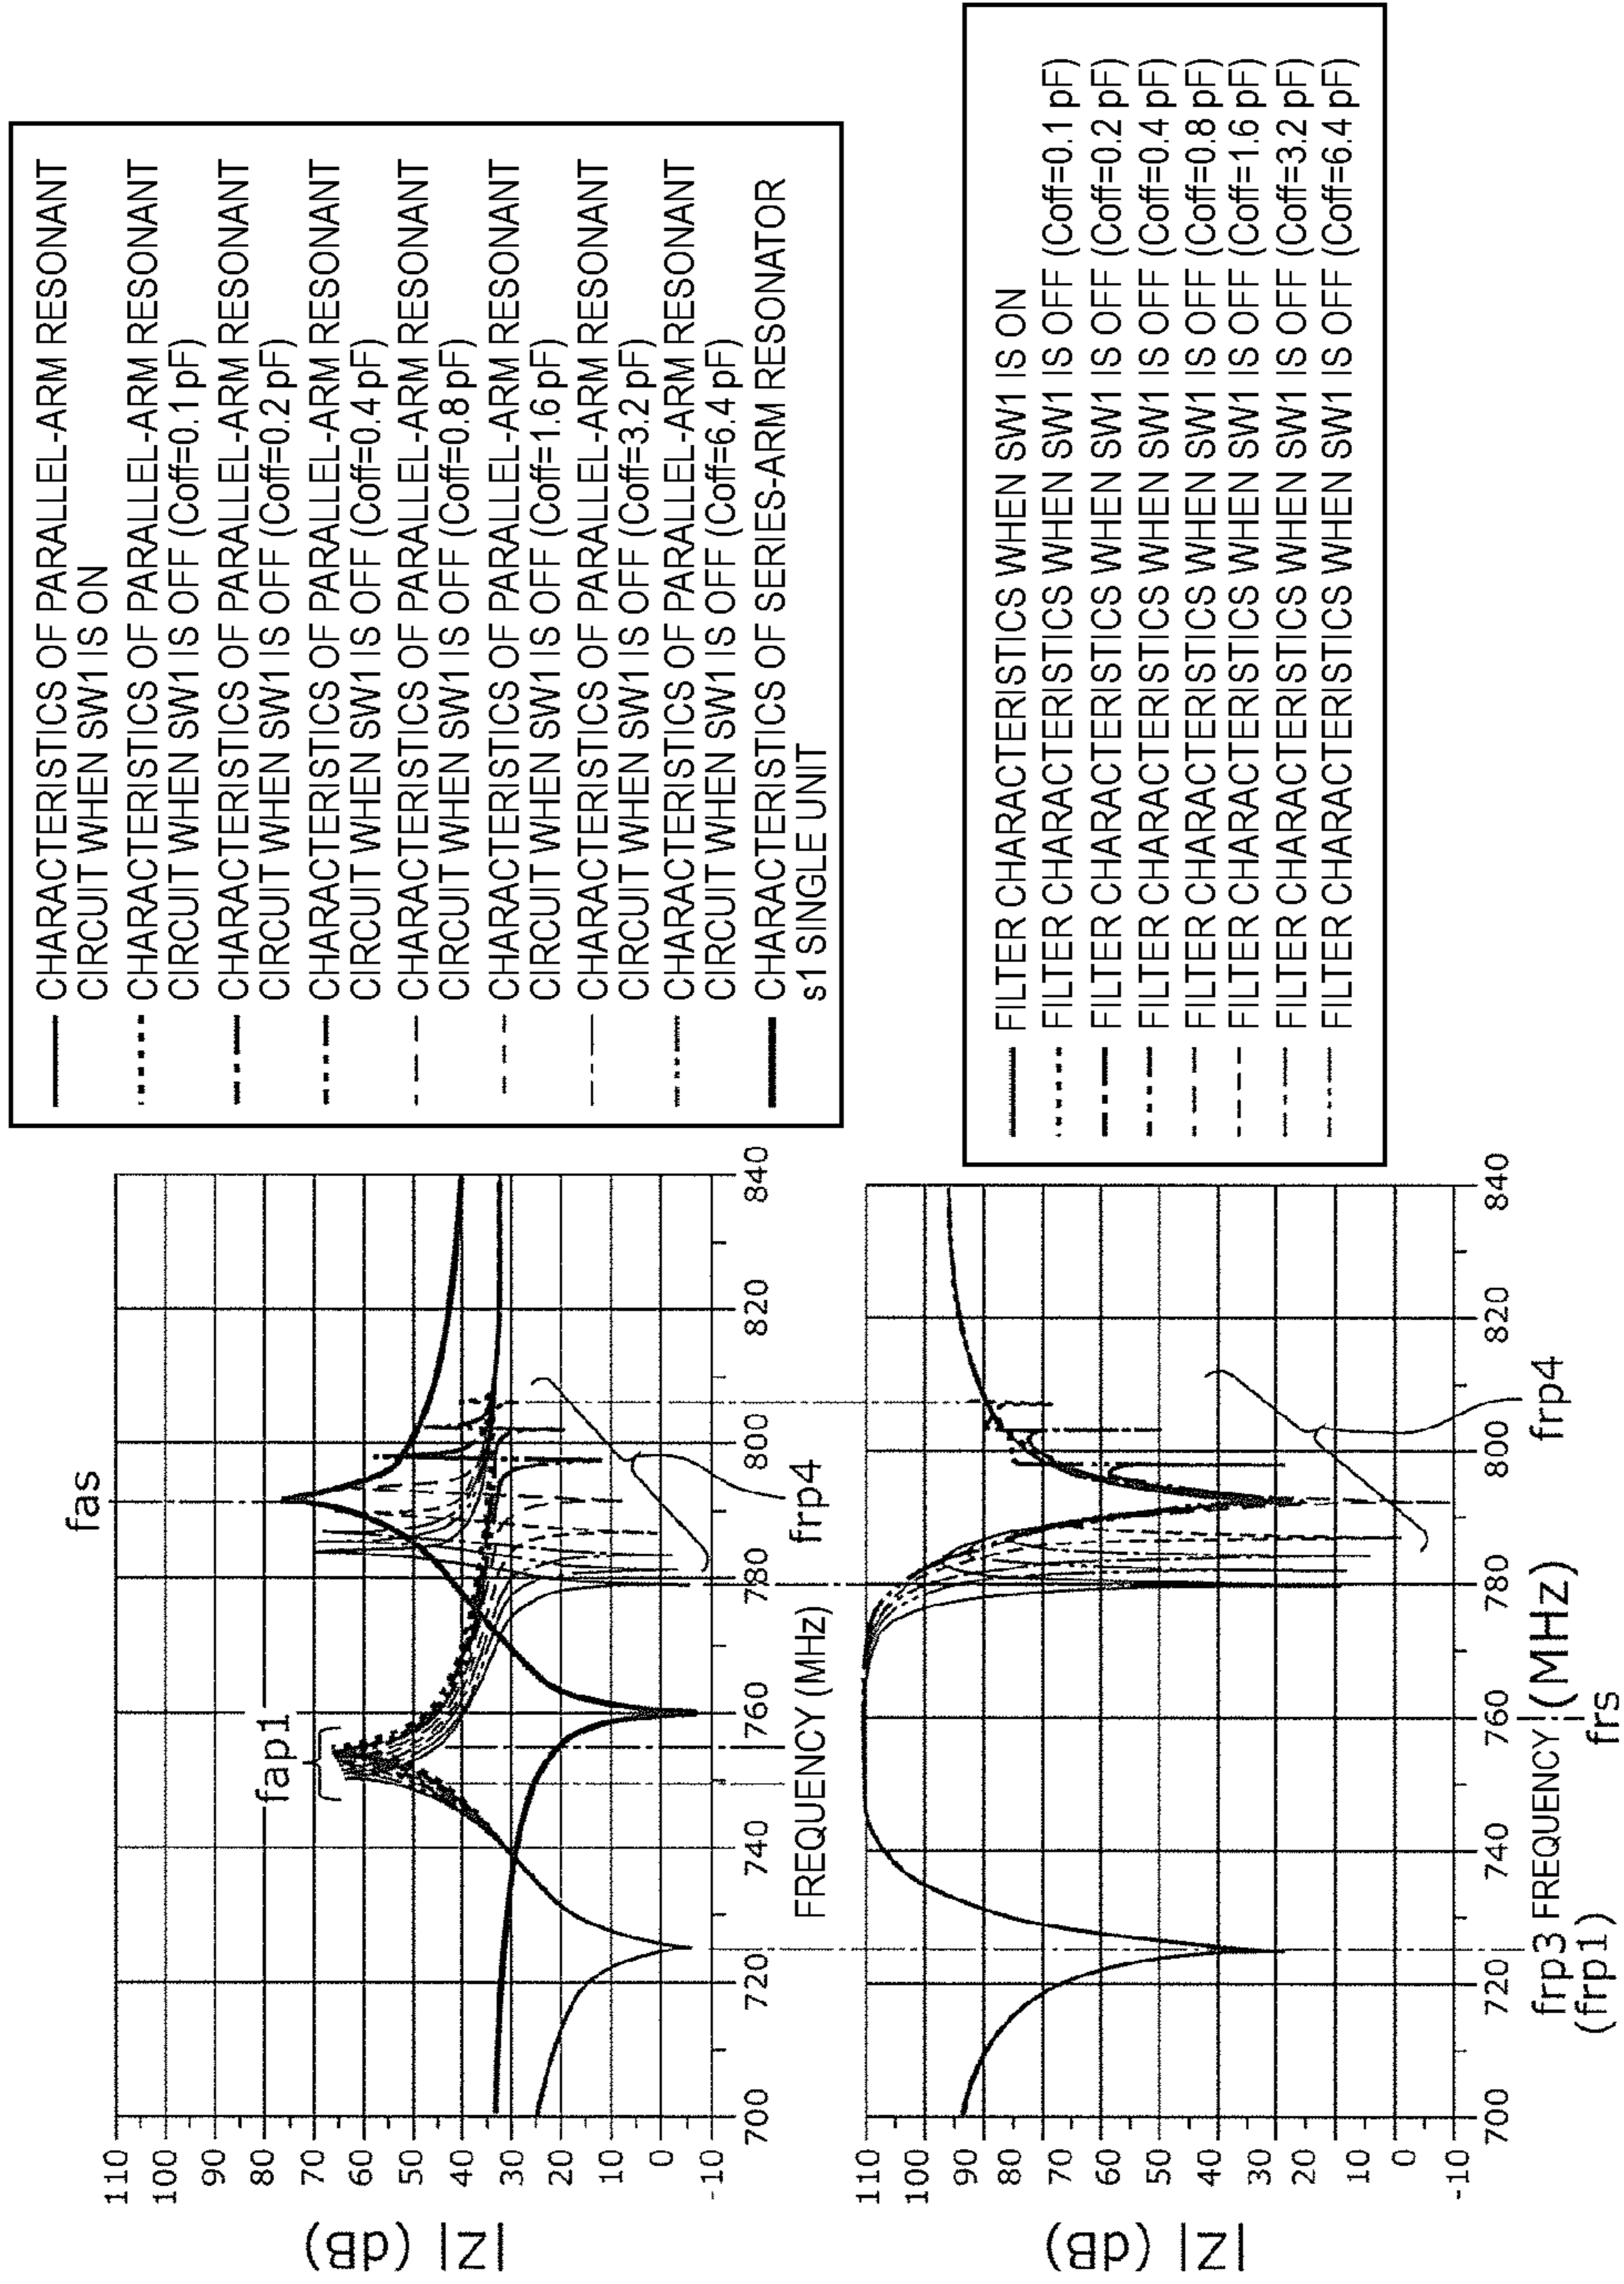 CHARACTERISTICS OF PARALLEL-ARM RESONANT
CIRCUIT WHEN SW1 IS ON
CHARACTERISTICS OF PARALLEL-ARM RESONANT
CIRCUIT WHEN SW1 IS OFF (Coff=0.1 pF)
CHARACTERISTICS OF PARALLEL-ARM RESONANT
CIRCUIT WHEN SW1 IS OFF (Coff=0.2 pF)
CHARACTERISTICS OF PARALLEL-ARM RESONANT
CIRCUIT WHEN SW1 IS OFF (Coff=0.4 pF)
CHARACTERISTICS OF PARALLEL-ARM RESONANT
CIRCUIT WHEN SW1 IS OFF (Coff=0.8 pF)
CHARACTERISTICS OF PARALLEL-ARM RESONANT
CIRCUIT WHEN SW1 IS OFF (Coff=1.6 pF)
CHARACTERISTICS OF PARALLEL-ARM RESONANT
CIRCUIT WHEN SW1 IS OFF (Coff=3.2 pF)
CHARACTERISTICS OF PARALLEL-ARM RESONANT
CIRCUIT WHEN SW1 IS OFF (Coff=6.4 pF)
CHARACTERISTICS OF SERIES-ARM RESONATOR
s1 SINGLE UNIT
fas
fap1
110
100
90
80
70
60
50
40
30
20
10
0
-10
|Z| (dB)
700 720 740 760 780 800 820 840
FREQUENCY (MHz)
frp4
FILTER CHARACTERISTICS WHEN SW1 IS ON
FILTER CHARACTERISTICS WHEN SW1 IS OFF (Coff=0.1 pF)
FILTER CHARACTERISTICS WHEN SW1 IS OFF (Coff=0.2 pF)
FILTER CHARACTERISTICS WHEN SW1 IS OFF (Coff=0.4 pF)
FILTER CHARACTERISTICS WHEN SW1 IS OFF (Coff=0.8 pF)
FILTER CHARACTERISTICS WHEN SW1 IS OFF (Coff=1.6 pF)
FILTER CHARACTERISTICS WHEN SW1 IS OFF (Coff=3.2 pF)
FILTER CHARACTERISTICS WHEN SW1 IS OFF (Coff=6.4 pF)
110
100
90
80
70
60
50
40
30
20
10
0
-10
|Z| (dB)
700 720 740 760 780 800 820 840
frp3 FREQUENCY (MHz) frp4
(frp1) frs